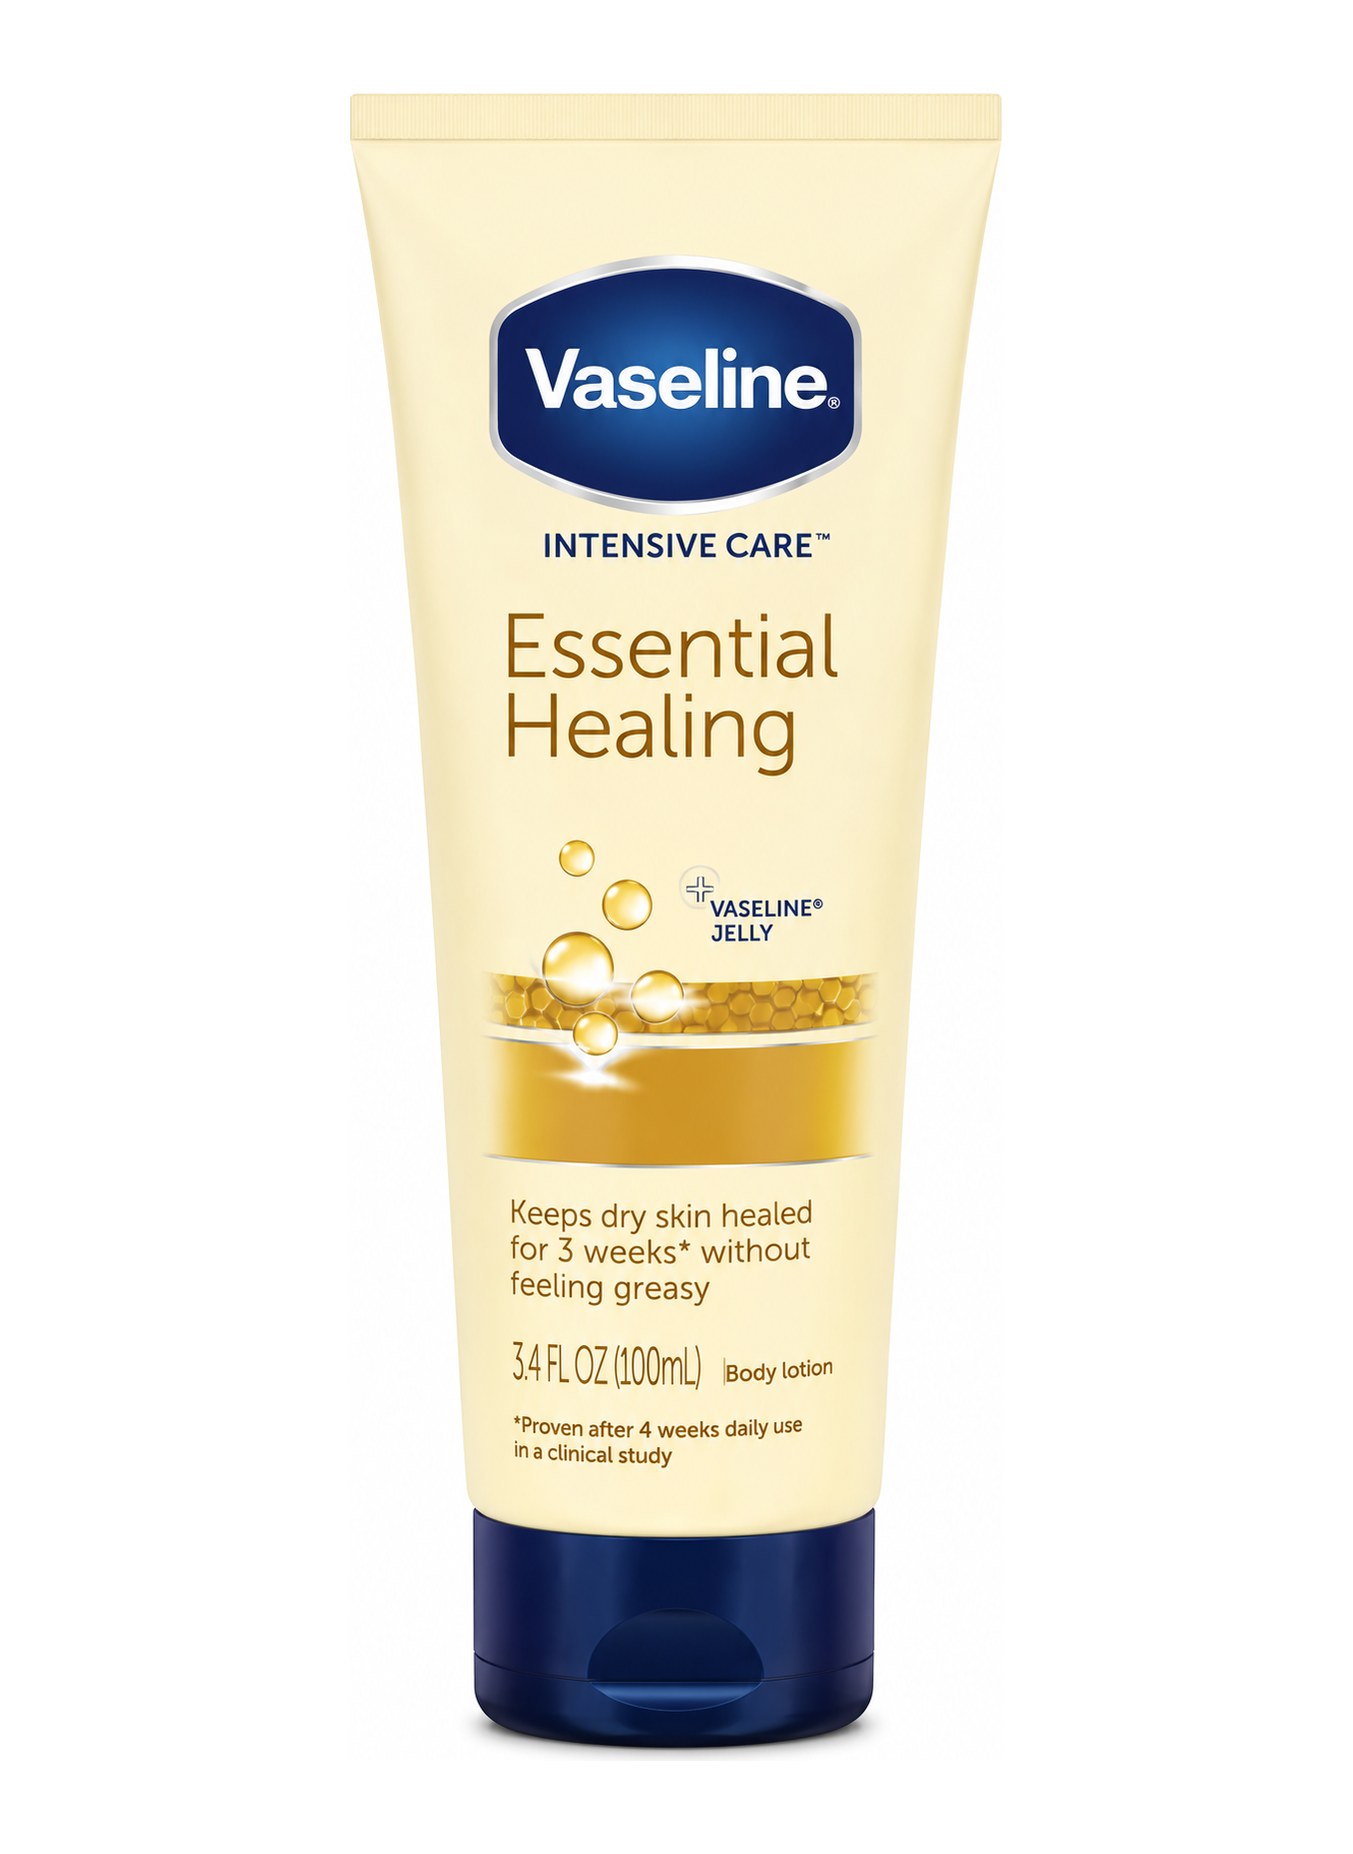 Vaseline®
INTENSIVE CARE™
Essential
Healing
VASELINE®
JELLY
Keeps dry skin healed
for 3 weeks* without
feeling greasy
3.4 FL OZ (100mL) |Body lotion
*Proven after 4 weeks daily use
in a clinical study